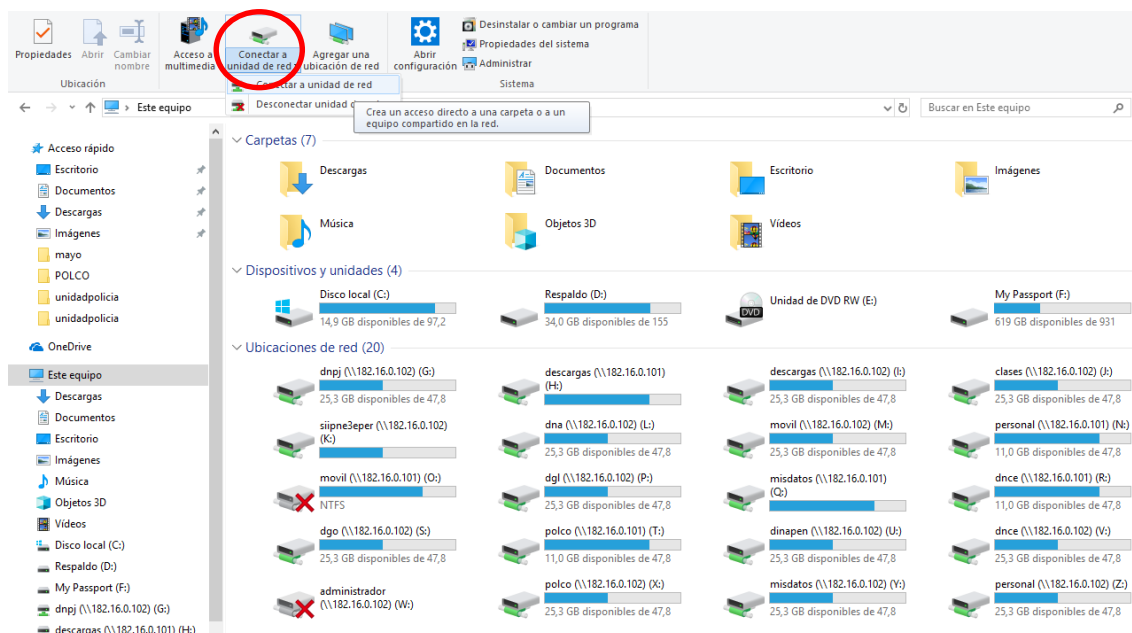 Propiedades
Abrir
Cambiar
nombre
Acceso a
multimedia
Conectar a
unidad de red
Agregar una
ubicación de red
Abrir
configuración
Desinstalar o cambiar un programa
Propiedades del sistema
Administrar
Ubicación
Sistema
Conectar a unidad de red
Desconectar unidad
Crea un acceso directo a una carpeta o a un
equipo compartido en la red.
Este equipo
Buscar en Este equipo
Acceso rápido
Escritorio
Documentos
Descargas
Imágenes
mayo
POLCO
unidadpolicia
unidadpolicia
OneDrive
Este equipo
Descargas
Documentos
Escritorio
Imágenes
Música
Objetos 3D
Vídeos
Disco local (C:)
Respaldo (D:)
My Passport (F:)
dnpj (\\182.16.0.102) (G:)
descargas (\\182.16.0.101) (H:)
Carpetas (7)
Descargas
Documentos
Escritorio
Imágenes
Música
Objetos 3D
Vídeos
Dispositivos y unidades (4)
Disco local (C:)
14,9 GB disponibles de 97,2
Respaldo (D:)
34,0 GB disponibles de 155
DVD
Unidad de DVD RW (E:)
My Passport (F:)
619 GB disponibles de 931
Ubicaciones de red (20)
dnpj (\\182.16.0.102) (G:)
25,3 GB disponibles de 47,8
descargas (\\182.16.0.101)
(H:)
descargas (\\182.16.0.102) (I:)
25,3 GB disponibles de 47,8
clases (\\182.16.0.102) (J:)
25,3 GB disponibles de 47,8
siipne3eper (\\182.16.0.102)
(K:)
dna (\\182.16.0.102) (L:)
25,3 GB disponibles de 47,8
movil (\\182.16.0.102) (M:)
25,3 GB disponibles de 47,8
personal (\\182.16.0.101) (N:)
11,0 GB disponibles de 47,8
movil (\\182.16.0.101) (O:)
NTFS
dgl (\\182.16.0.102) (P:)
25,3 GB disponibles de 47,8
misdatos (\\182.16.0.101)
(Q:)
dnce (\\182.16.0.101) (R:)
11,0 GB disponibles de 47,8
dgo (\\182.16.0.102) (S:)
25,3 GB disponibles de 47,8
polco (\\182.16.0.101) (T:)
11,0 GB disponibles de 47,8
dinapen (\\182.16.0.102) (U:)
25,3 GB disponibles de 47,8
dnce (\\182.16.0.102) (V:)
25,3 GB disponibles de 47,8
administrador
(\\182.16.0.102) (W:)
polco (\\182.16.0.102) (X:)
25,3 GB disponibles de 47,8
misdatos (\\182.16.0.102) (Y:)
25,3 GB disponibles de 47,8
personal (\\182.16.0.102) (Z:)
25,3 GB disponibles de 47,8